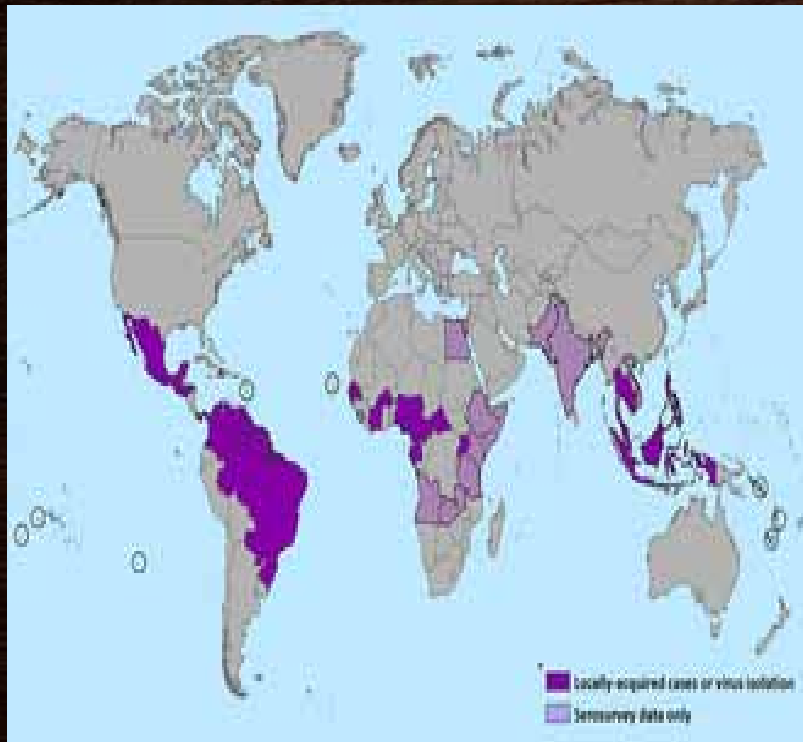 Locally-acquired cases or virus isolation
Serosurvey data only